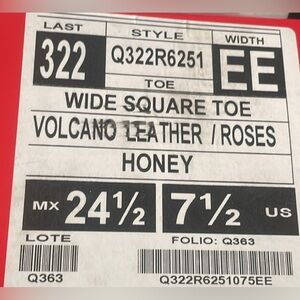 LAST STYLE WIDTH
322 Q322R6251 EE
TOE
WIDE SQUARE TOE
VOLCANO LEATHER / ROSES
HONEY
MX 24½ 7½ US
LOTE FOLIO: Q363
Q363 Q322R6251075EE